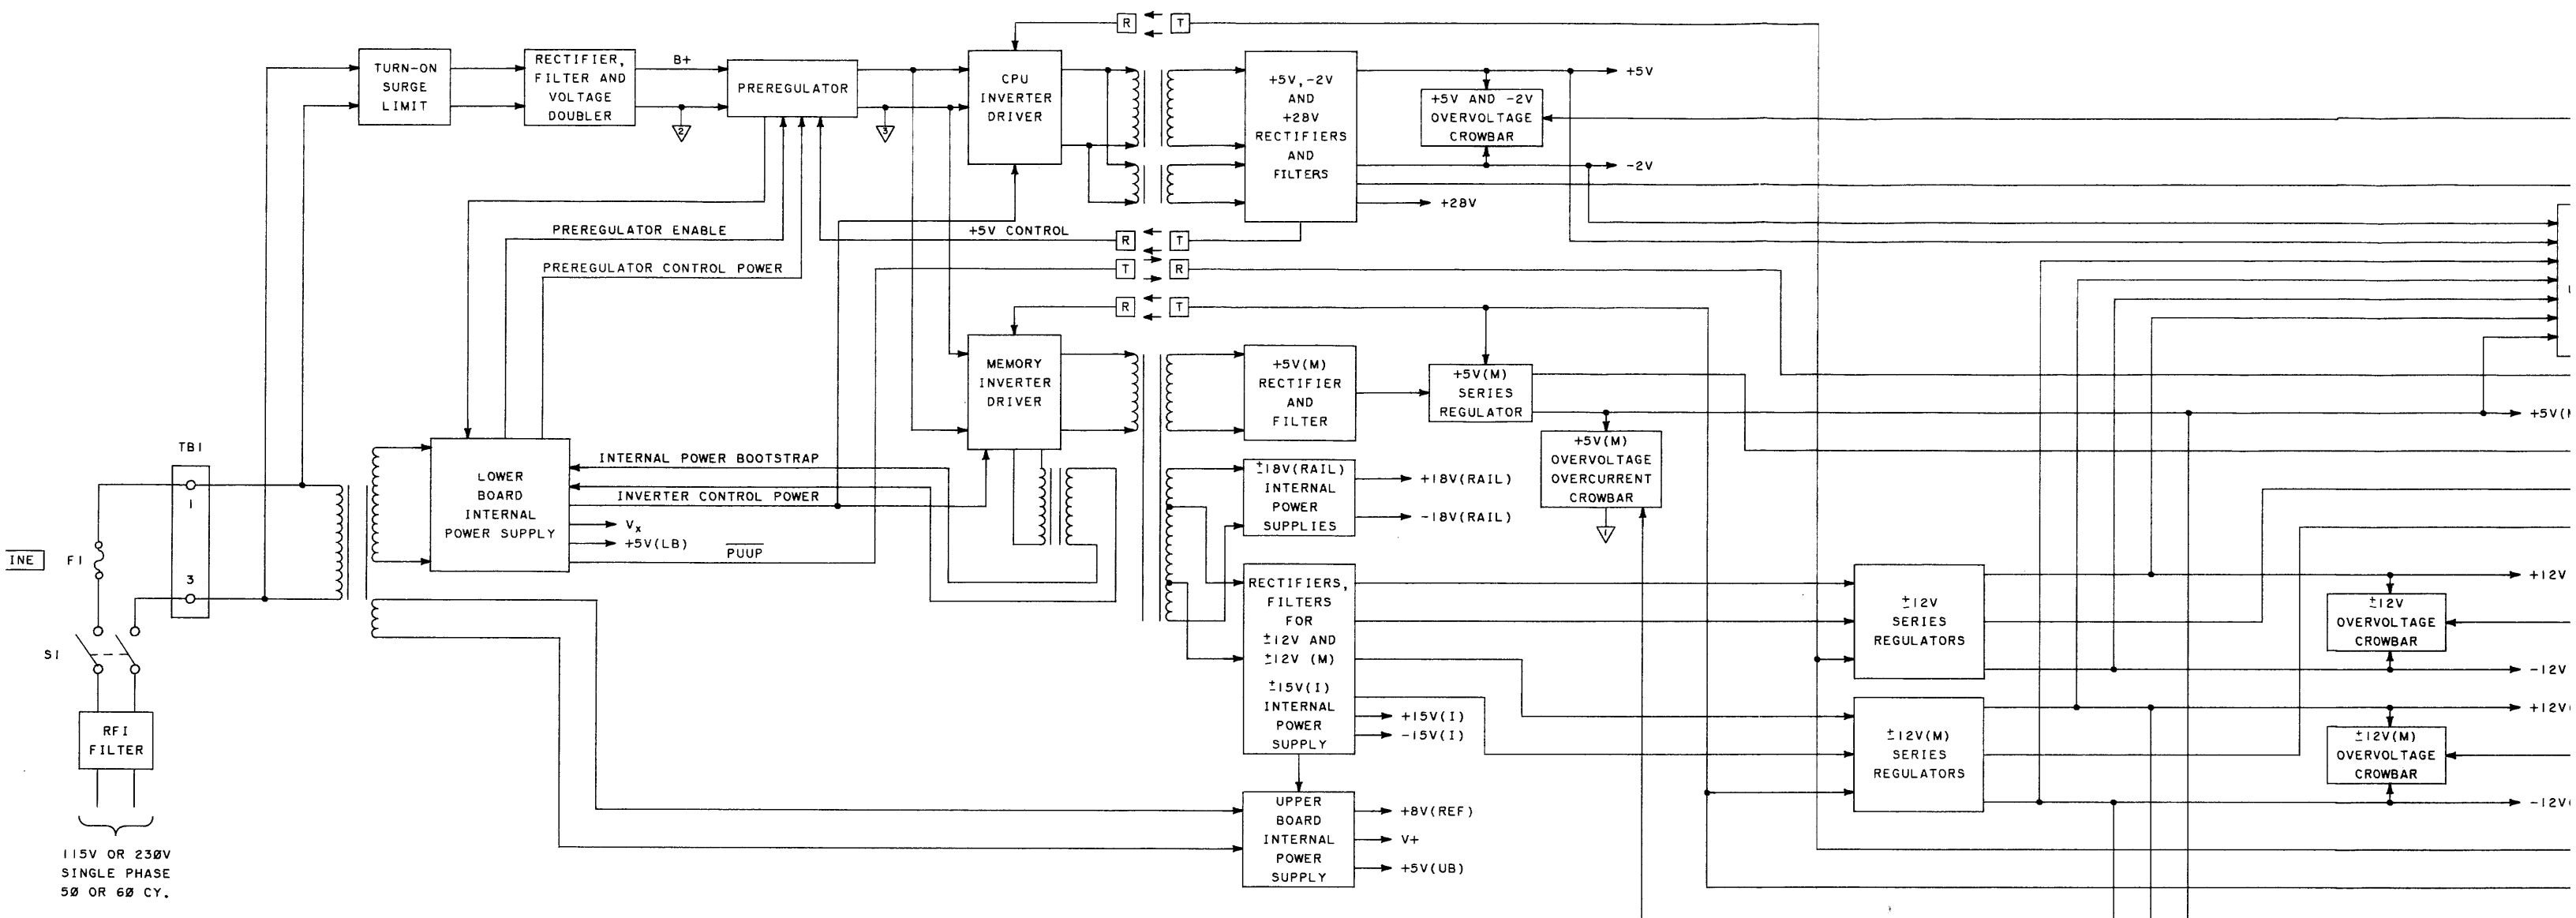 R
T
TURN-ON
SURGE
LIMIT
RECTIFIER,
FILTER AND
VOLTAGE
DOUBLER
B+
2
PREREGULATOR
3
CPU
INVERTER
DRIVER
+5V,-2V
AND
+28V
RECTIFIERS
AND
FILTERS
+5V
+5V AND -2V
OVERVOLTAGE
CROWBAR
-2V
+28V
PREREGULATOR ENABLE
+5V CONTROL
R
T
PREREGULATOR CONTROL POWER
T
R
R
T
MEMORY
INVERTER
DRIVER
+5V(M)
RECTIFIER
AND
FILTER
+5V(M)
SERIES
REGULATOR
+5V(M
+5V(M)
OVERVOLTAGE
OVERCURRENT
CROWBAR
1
TB1
1
3
LOWER
BOARD
INTERNAL
POWER SUPPLY
INTERNAL POWER BOOTSTRAP
INVERTER CONTROL POWER
Vx
+5V(LB)
PUUP
±18V(RAIL)
INTERNAL
POWER
SUPPLIES
+18V(RAIL)
-18V(RAIL)
INE
F1
S1
RFI
FILTER
115V OR 230V
SINGLE PHASE
50 OR 60 CY.
RECTIFIERS,
FILTERS
FOR
±12V AND
±12V (M)
±15V(I)
INTERNAL
POWER
SUPPLY
+15V(I)
-15V(I)
±12V
SERIES
REGULATORS
+12V
±12V
OVERVOLTAGE
CROWBAR
-12V
±12V(M)
SERIES
REGULATORS
+12V(
±12V(M)
OVERVOLTAGE
CROWBAR
-12V(
UPPER
BOARD
INTERNAL
POWER
SUPPLY
+8V(REF)
V+
+5V(UB)